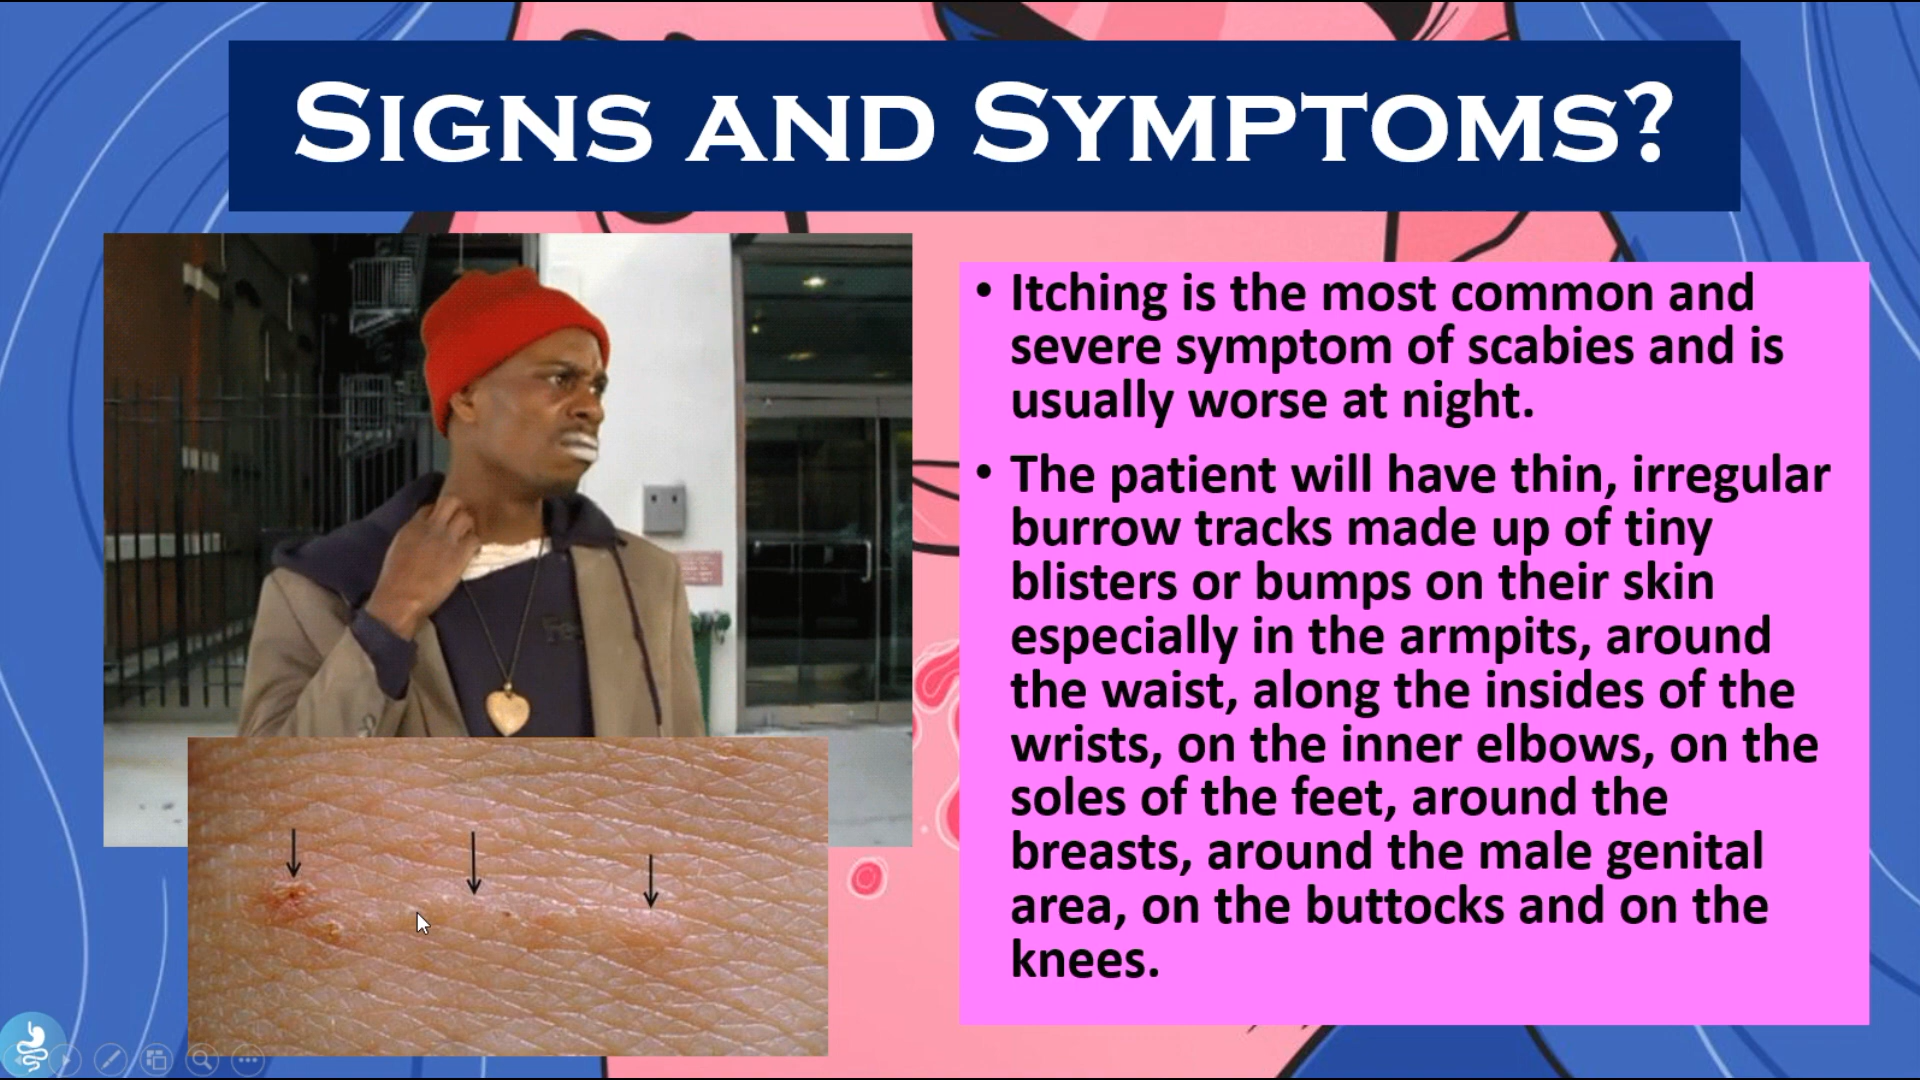 Signs and Symptoms?
• Itching is the most common and
severe symptom of scabies and is
usually worse at night.
• The patient will have thin, irregular
burrow tracks made up of tiny
blisters or bumps on their skin
especially in the armpits, around
the waist, along the insides of the
wrists, on the inner elbows, on the
soles of the feet, around the
breasts, around the male genital
area, on the buttocks and on the
knees.